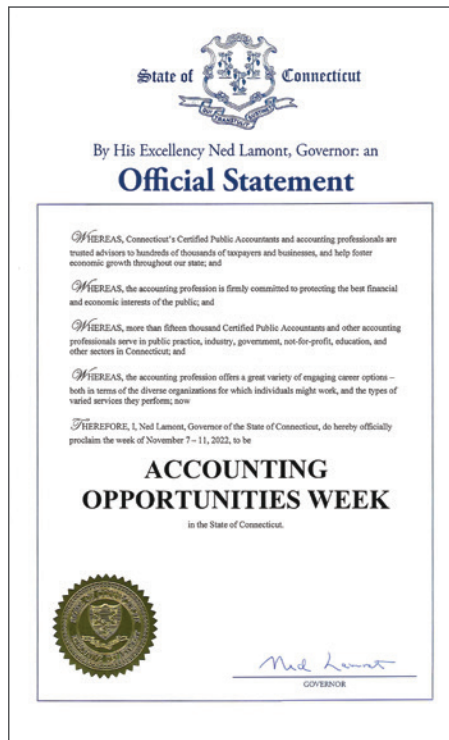 State of Connecticut
QUI TRANSTULIT SUSTINET
By His Excellency Ned Lamont, Governor: an
Official Statement
WHEREAS, Connecticut's Certified Public Accountants and accounting professionals are
trusted advisors to hundreds of thousands of taxpayers and businesses, and help foster
economic growth throughout our state; and
WHEREAS, the accounting profession is firmly committed to protecting the best financial
and economic interests of the public; and
WHEREAS, more than fifteen thousand Certified Public Accountants and other accounting
professionals serve in public practice, industry, government, not-for-profit, education, and
other sectors in Connecticut; and
WHEREAS, the accounting profession offers a great variety of engaging career options –
both in terms of the diverse organizations for which individuals might work, and the types of
varied services they perform; now
THEREFORE, I, Ned Lamont, Governor of the State of Connecticut, do hereby officially
proclaim the week of November 7 – 11, 2022, to be
ACCOUNTING
OPPORTUNITIES WEEK
in the State of Connecticut.
Ned Lamont
GOVERNOR